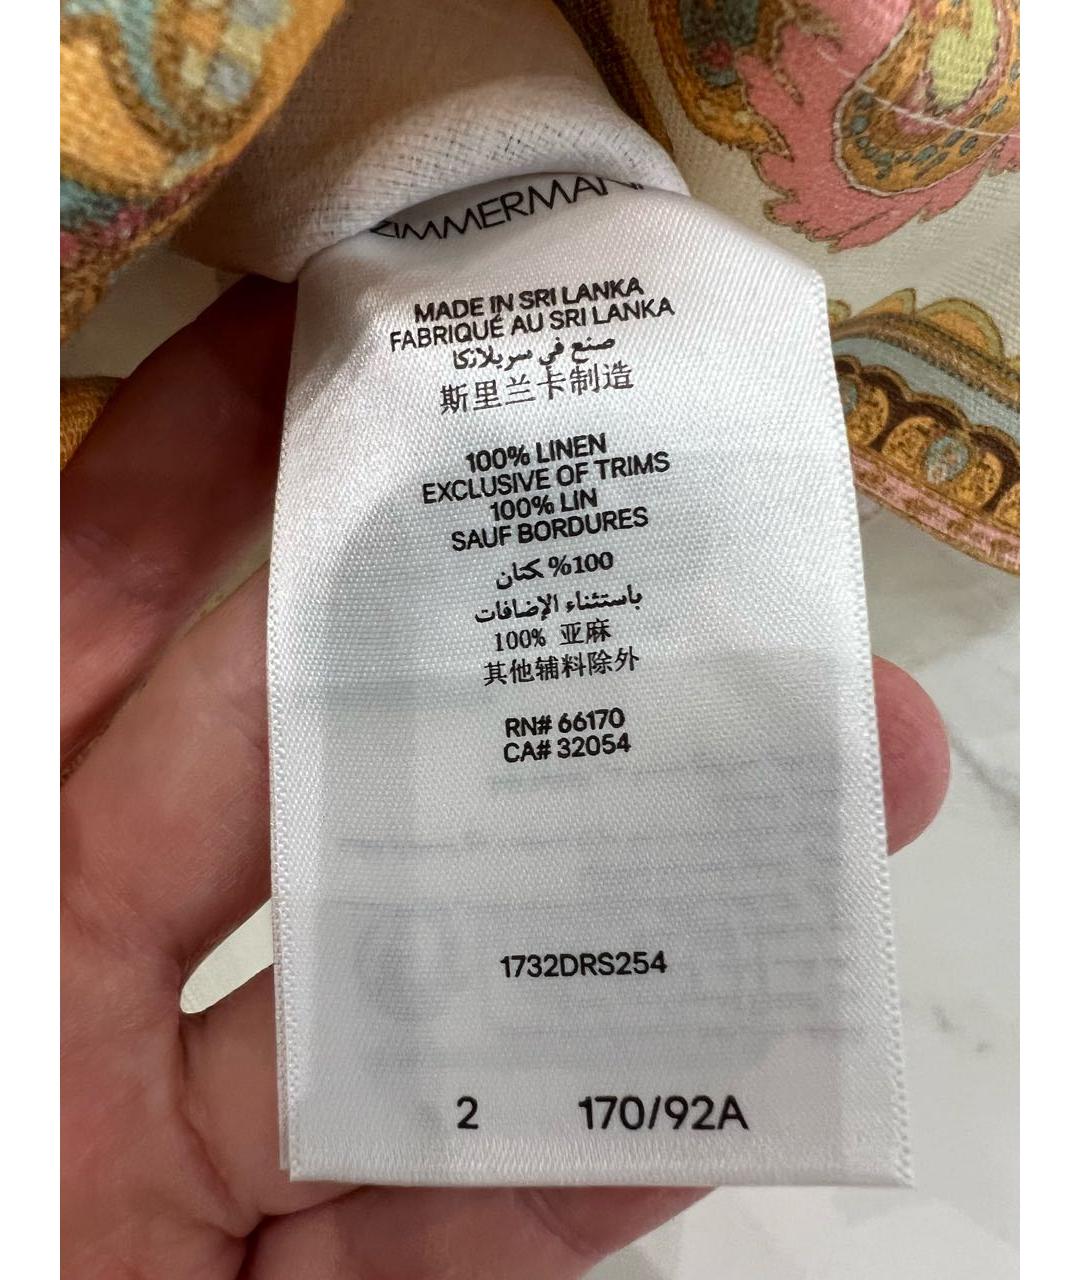 ZIMMERMANN
MADE IN SRI LANKA
FABRIQUÉ AU SRI LANKA
صنع في سريلانكا
斯里兰卡制造
100% LINEN
EXCLUSIVE OF TRIMS
100% LIN
SAUF BORDURES
100% كتان
باستثناء الإضافات
100% 亚麻
其他辅料除外
RN# 66170
CA# 32054
1732DRS254
2 170/92A